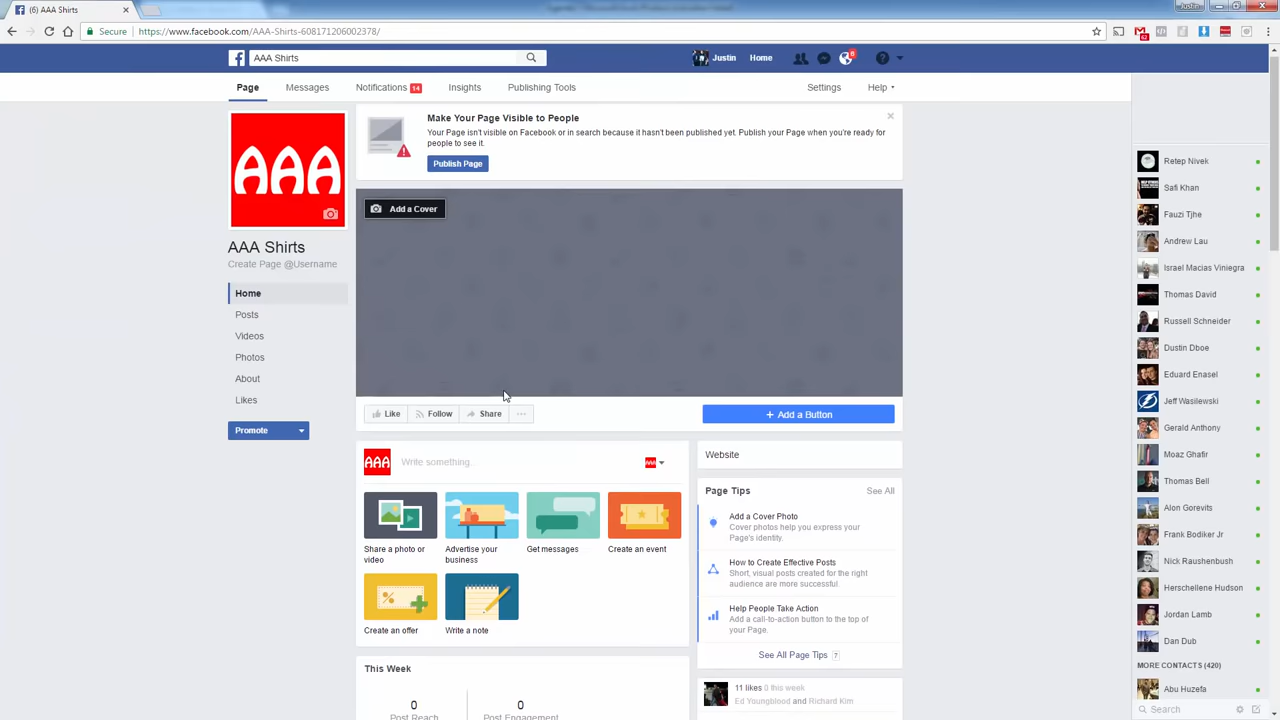 (6) AAA Shirts
Justin
Secure
https://www.facebook.com/AAA-Shirts-608171206002378/
AAA Shirts
Justin
Home
6
Page
Messages
Notifications 14
Insights
Publishing Tools
Settings
Help
Make Your Page Visible to People
Your Page isn't visible on Facebook or in search because it hasn't been published yet. Publish your Page when you're ready for
people to see it.
Publish Page
AAA
Add a Cover
AAA Shirts
Create Page @Username
Home
Posts
Videos
Photos
About
Likes
Promote
Like
Follow
Share
+ Add a Button
AAA
Write something...
AAA
Share a photo or
video
Advertise your
business
Get messages
Create an event
Create an offer
Write a note
This Week
0
Post Reach
0
Post Engagement
Website
Page Tips
See All
Add a Cover Photo
Cover photos help you express your
Page's identity.
How to Create Effective Posts
Short, visual posts created for the right
audience are more successful.
Help People Take Action
Add a call-to-action button to the top of
your Page.
See All Page Tips 7
11 likes 0 this week
Ed Youngblood and Richard Kim
Retep Nivek
Safi Khan
Fauzi Tjhe
Andrew Lau
Israel Macias Viniegra
Thomas David
Russell Schneider
Dustin Dboe
Eduard Enasel
Jeff Wasilewski
Gerald Anthony
Moaz Ghafir
Thomas Bell
Alon Gorevits
Frank Bodiker Jr
Nick Raushenbush
Herschellene Hudson
Jordan Lamb
Dan Dub
MORE CONTACTS (420)
Abu Huzefa
Search